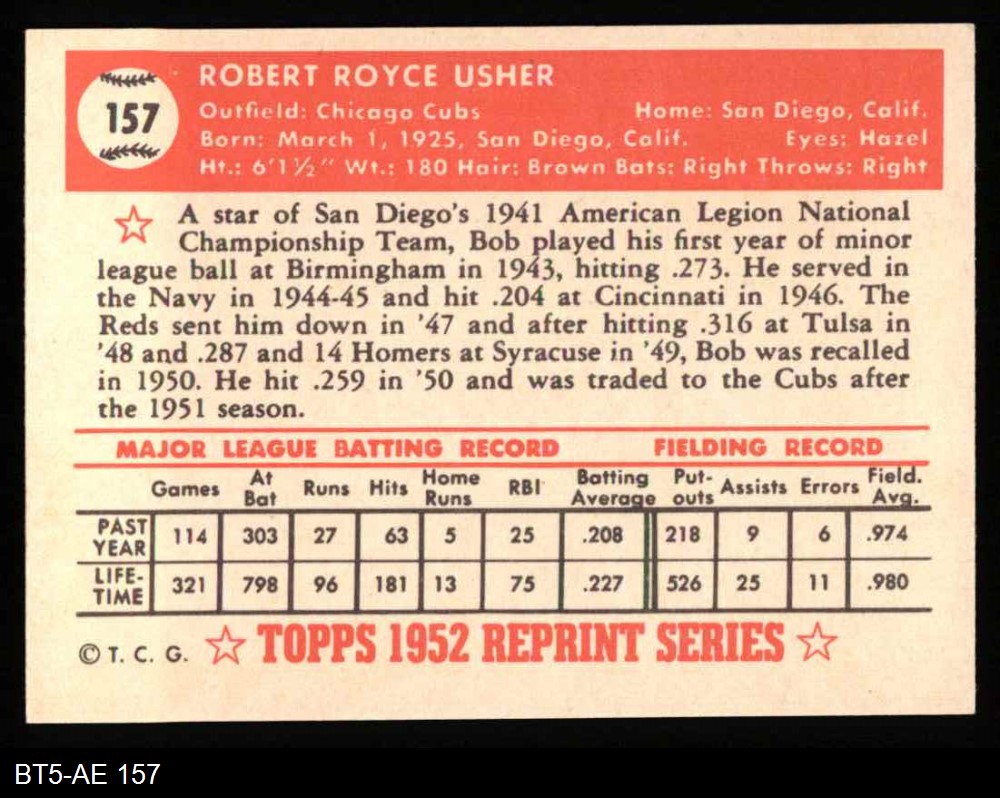 157
ROBERT ROYCE USHER
Outfield: Chicago Cubs Home: San Diego, Calif.
Born: March 1, 1925, San Diego, Calif. Eyes: Hazel
Ht.: 6'1½" Wt.: 180 Hair: Brown Bats: Right Throws: Right
A star of San Diego's 1941 American Legion National
Championship Team, Bob played his first year of minor
league ball at Birmingham in 1943, hitting .273. He served in
the Navy in 1944-45 and hit .204 at Cincinnati in 1946. The
Reds sent him down in '47 and after hitting .316 at Tulsa in
'48 and .287 and 14 Homers at Syracuse in '49, Bob was recalled
in 1950. He hit .259 in '50 and was traded to the Cubs after
the 1951 season.
MAJOR LEAGUE BATTING RECORD FIELDING RECORD
Games At Bat Runs Hits Home Runs RBI Batting Average Put-outs Assists Errors Field. Avg.
PAST YEAR 114 303 27 63 5 25 .208 218 9 6 .974
LIFE-TIME 321 798 96 181 13 75 .227 526 25 11 .980
© T. C. G. TOPPS 1952 REPRINT SERIES
BT5-AE 157